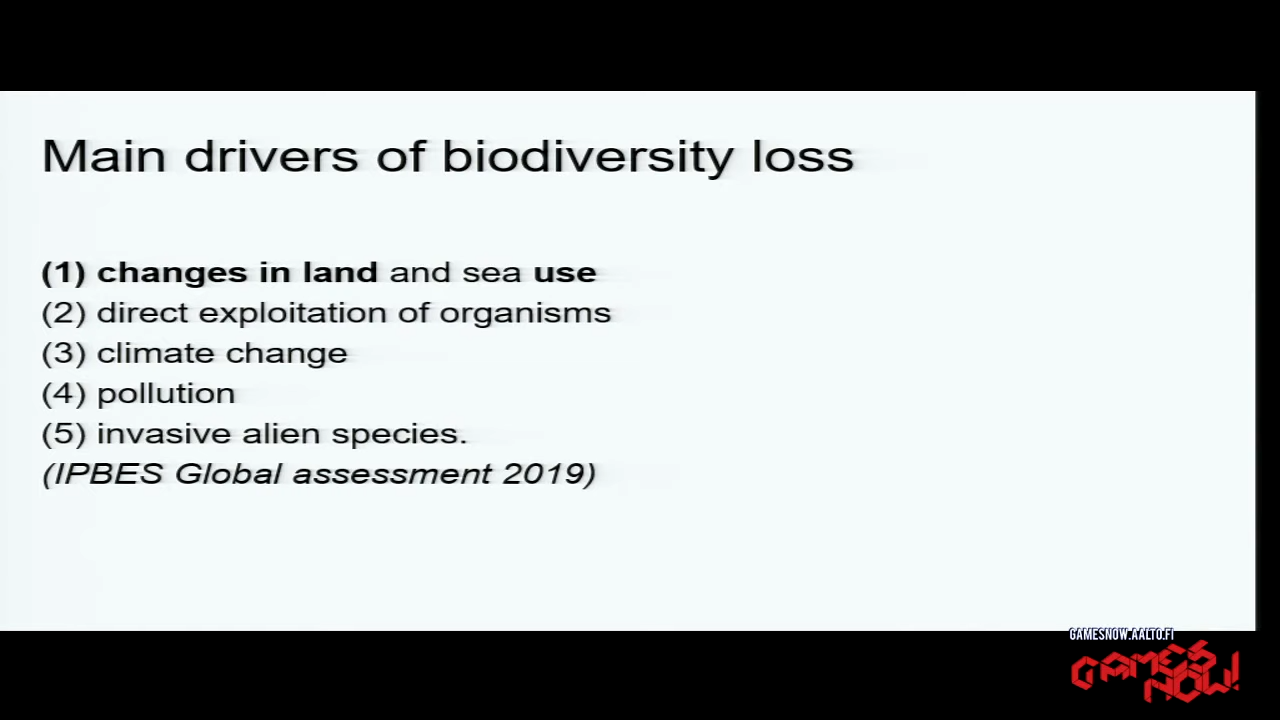 Main drivers of biodiversity loss
(1) changes in land and sea use
(2) direct exploitation of organisms
(3) climate change
(4) pollution
(5) invasive alien species.
(IPBES Global assessment 2019)
GAMESNOW.AALTO.FI
GAMES
NOW!